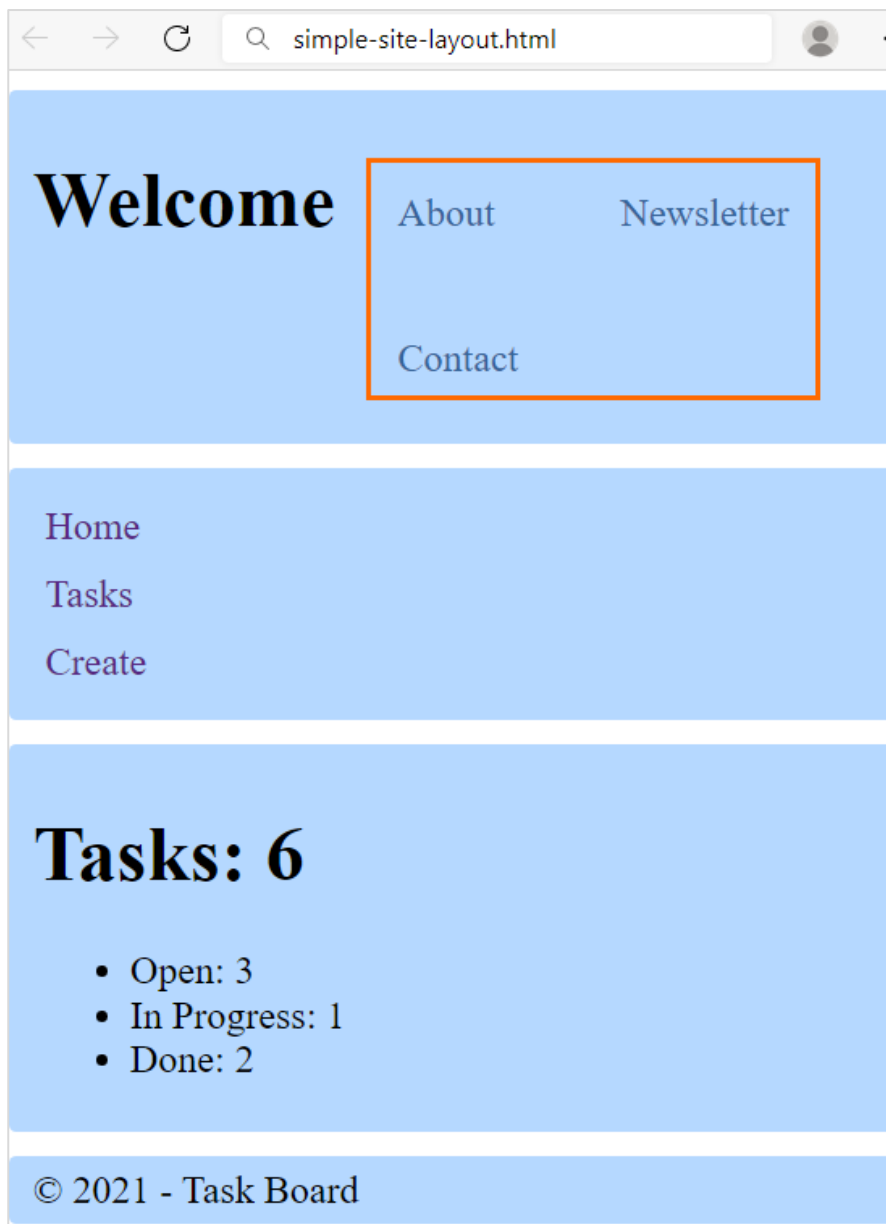 simple-site-layout.html
Welcome
About Newsletter
Contact
Home
Tasks
Create
Tasks: 6
• Open: 3
• In Progress: 1
• Done: 2
© 2021 - Task Board